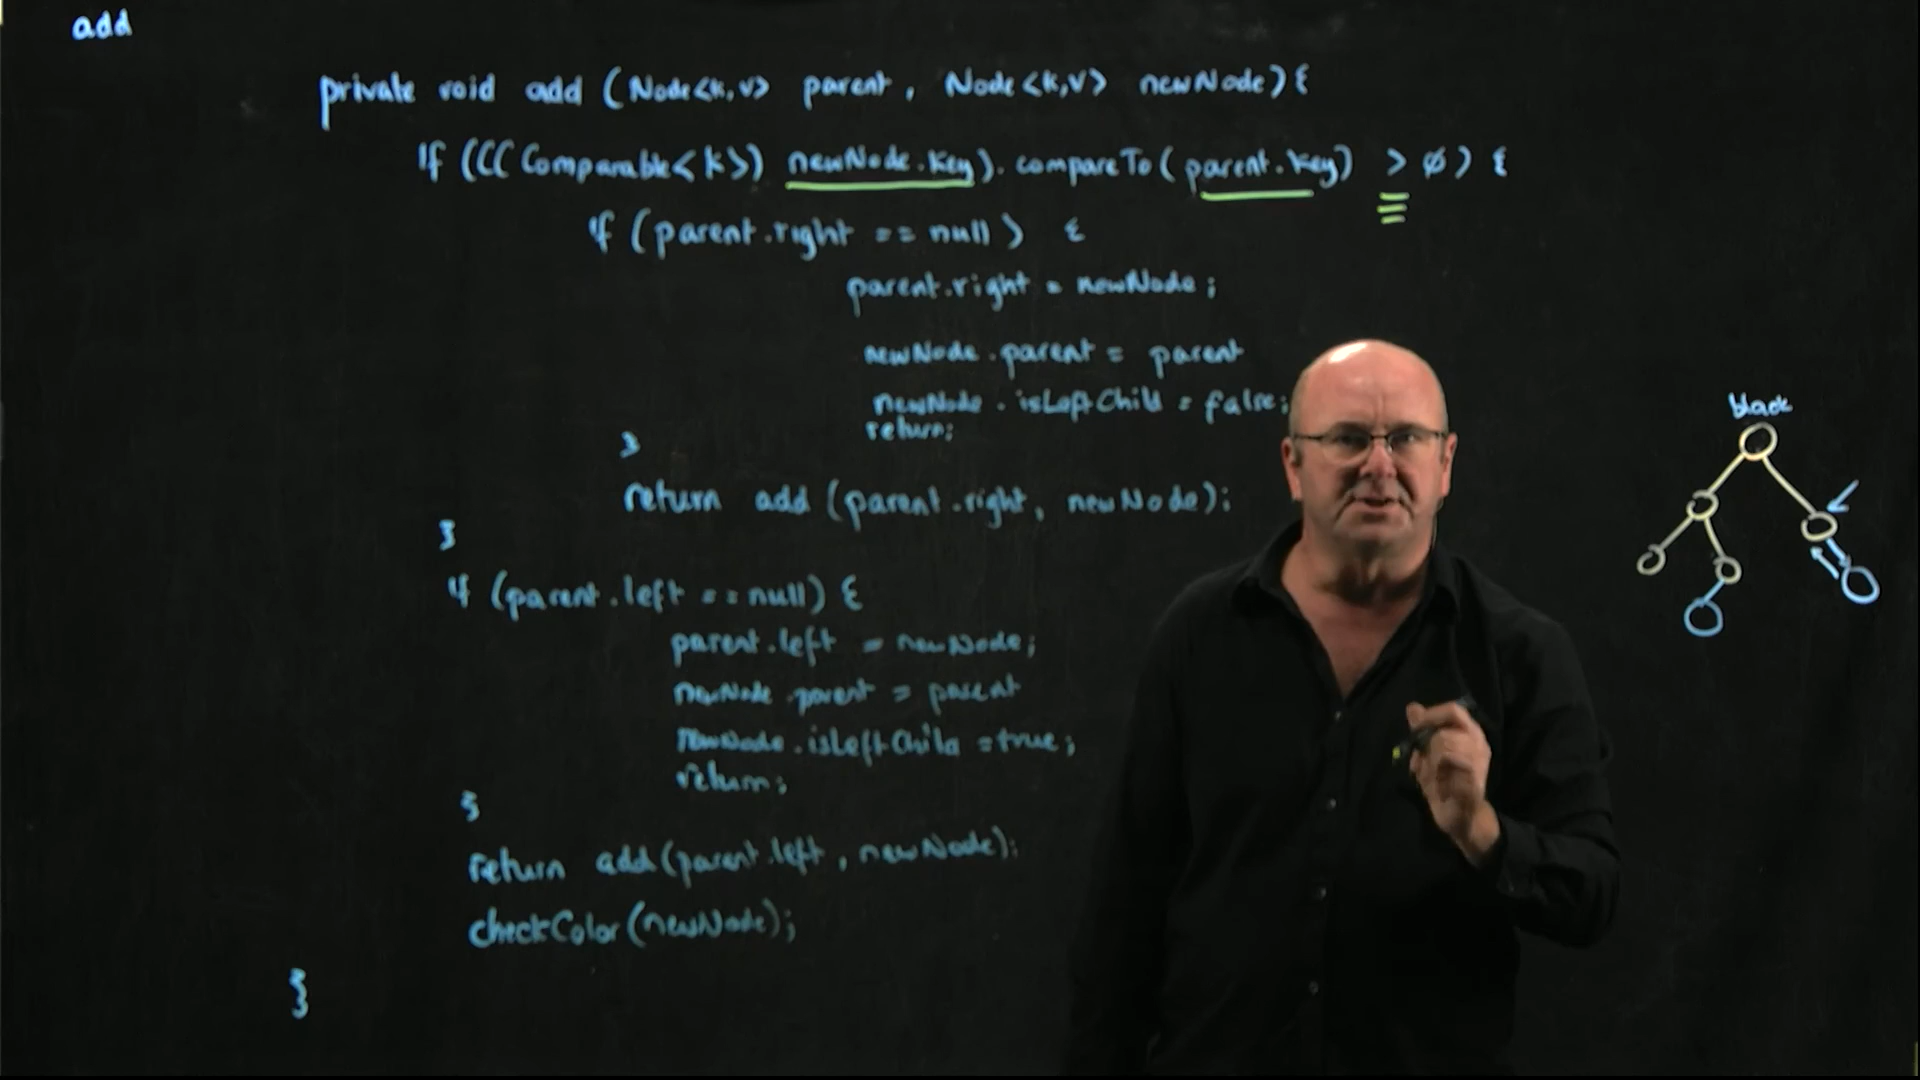 add
private void add (Node<k,v> parent, Node<k,v> newNode){
If (((Comparable<k>) newNode.key).compareTo(parent.key) > 0) {
If (parent.right == null) {
parent.right = newNode;
newNode.parent = parent
newNode.isLeftChild = false;
return;
}
return add (parent.right, newNode);
}
If (parent.left == null) {
parent.left = newNode;
newNode.parent = parent
newNode.isLeftChild = true;
return;
}
return add(parent.left, newNode);
checkColor(newNode);
}
black